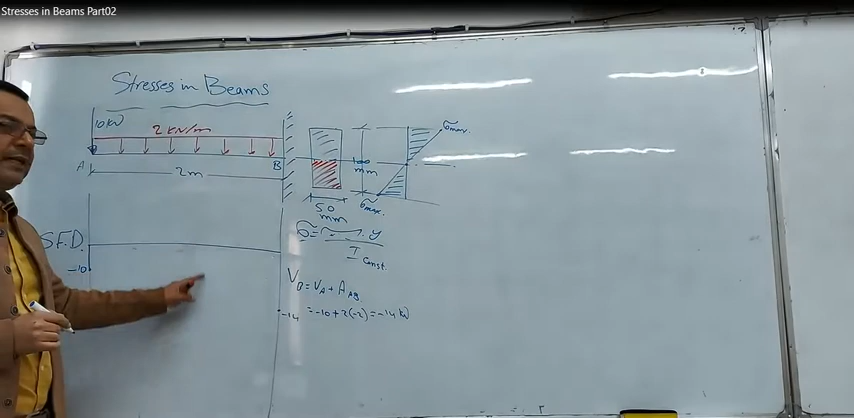 Stresses in Beams Part02
Stresses in Beams
10kN
2 kN/m
A
B
2m
σmax.
100
mm
50
mm
σmax.
σ =
y
I
Const.
S.F.D.
-10
V_B = V_A + A_AB
-14
= -10+2(-2) = -14 kN